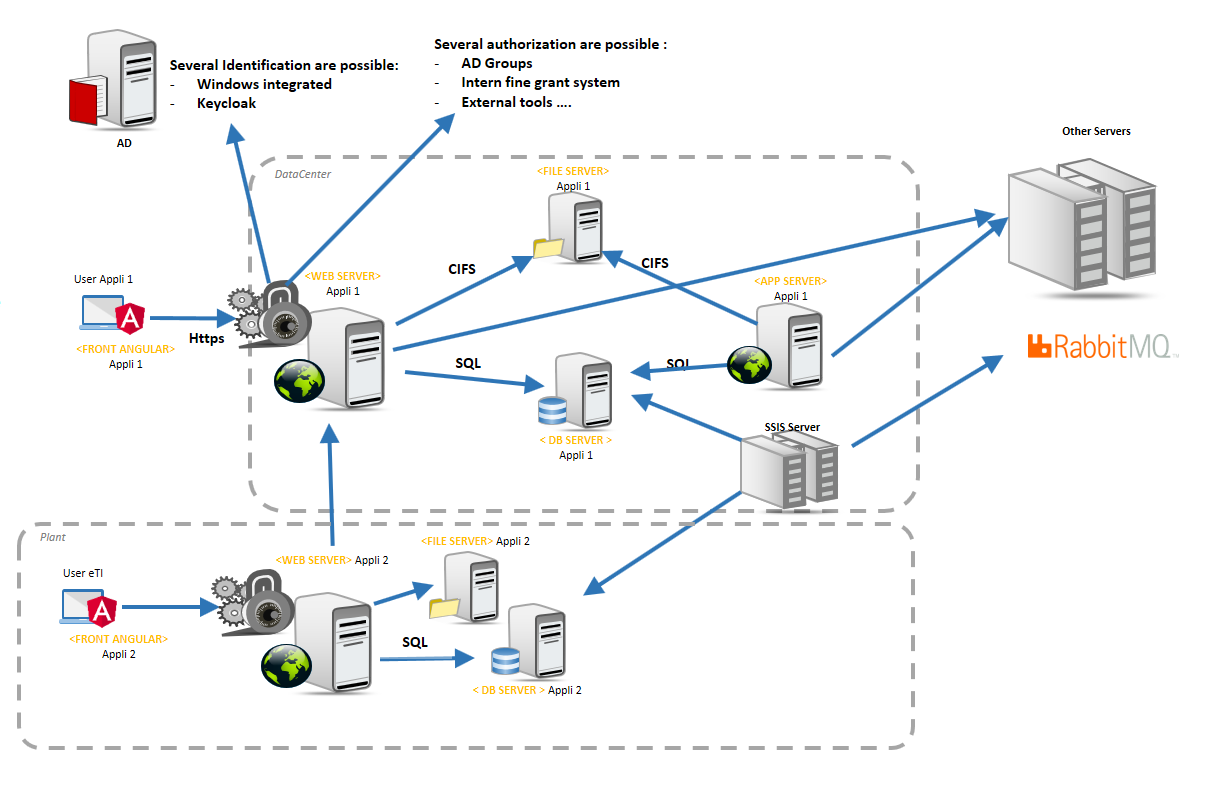 Several Identification are possible:
- Windows integrated
- Keycloak
AD
Several authorization are possible :
- AD Groups
- Intern fine grant system
- External tools ....
Other Servers
DataCenter
<FILE SERVER>
Appli 1
CIFS
CIFS
User Appli 1
<FRONT ANGULAR>
Appli 1
Https
<WEB SERVER>
Appli 1
<APP SERVER>
Appli 1
SQL
SQL
RabbitMQ
< DB SERVER >
Appli 1
SSIS Server
Plant
User eTI
<FRONT ANGULAR>
Appli 2
<WEB SERVER> Appli 2
<FILE SERVER> Appli 2
SQL
< DB SERVER > Appli 2